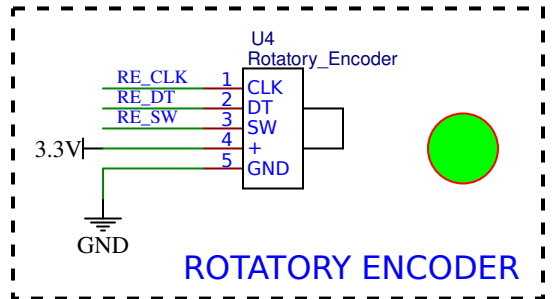 U4
Rotatory_Encoder
RE_CLK 1 CLK
RE_DT 2 DT
RE_SW 3 SW
3.3V 4 +
5 GND
GND
ROTATORY ENCODER